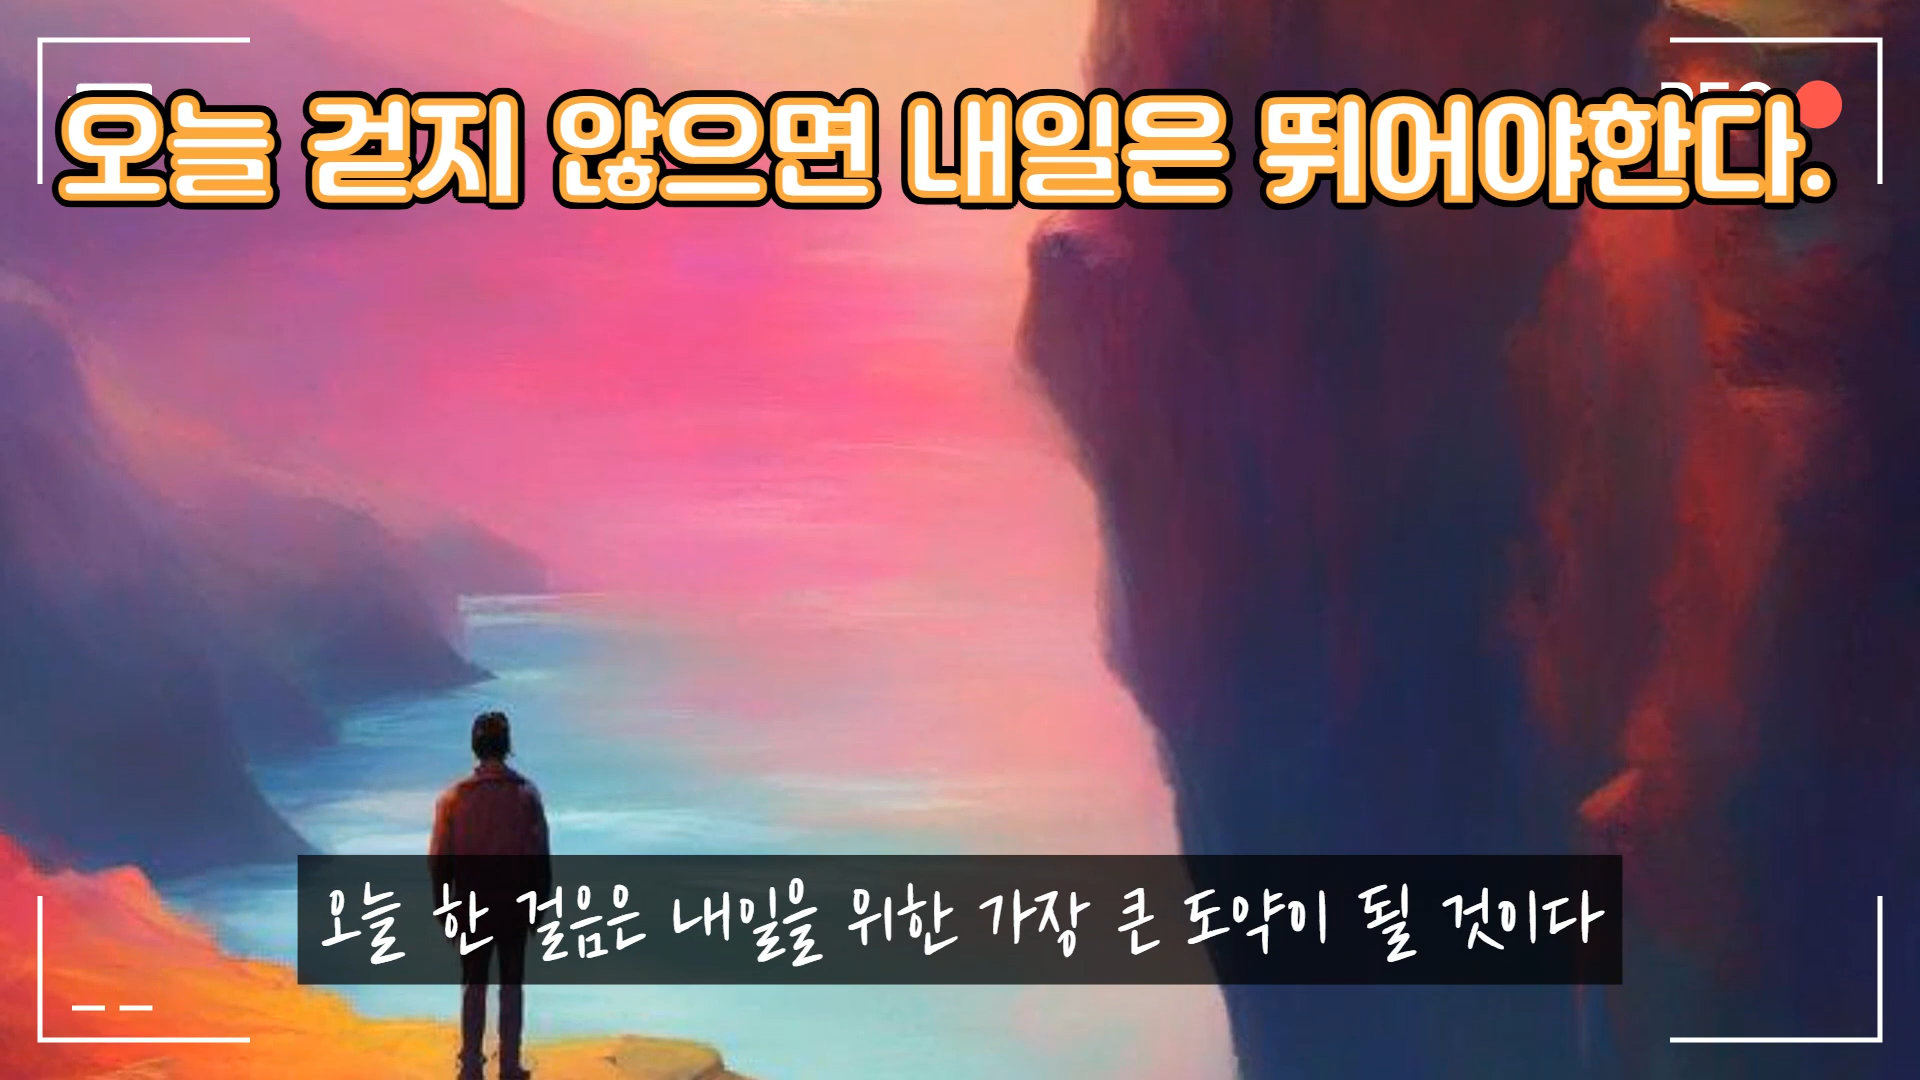 오늘 걷지 않으면 내일은 뛰어야한다.
오늘 한 걸음은 내일을 위한 가장 큰 도약이 될 것이다